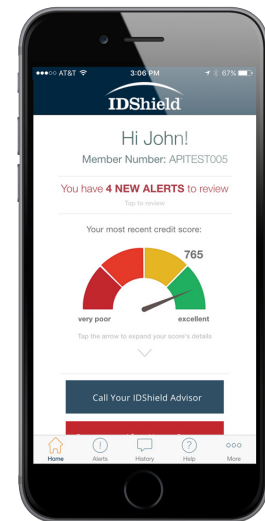 ●●●○○ AT&T 3:06 PM 67%
IDShield
Hi John!
Member Number: APITEST005
You have 4 NEW ALERTS to review
Tap to review
Your most recent credit score:
765
very poor excellent
Tap the arrow to expand your score's details
Call Your IDShield Advisor
Home Alerts History Help More